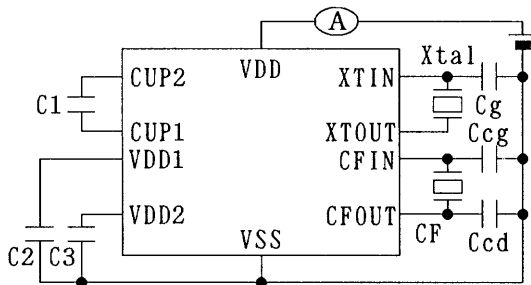 A
VDD
Xtal
CUP2
XTIN
C1
Cg
CUP1
XTOUT
Ccg
VDD1
CFIN
VDD2
CFOUT
CF
C2
C3
VSS
Ccd